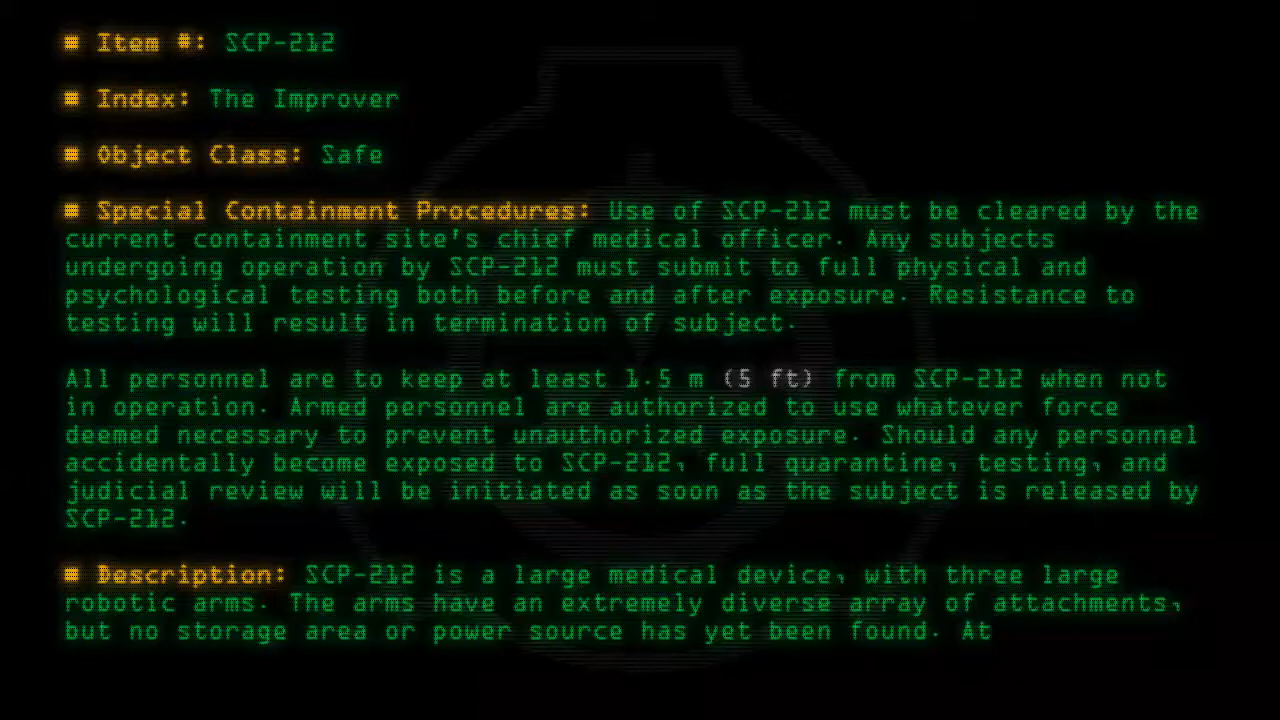 ■ Item #: SCP-212
■ Index: The Improver
■ Object Class: Safe
■ Special Containment Procedures: Use of SCP-212 must be cleared by the
current containment site's chief medical officer. Any subjects
undergoing operation by SCP-212 must submit to full physical and
psychological testing both before and after exposure. Resistance to
testing will result in termination of subject.
All personnel are to keep at least 1.5 m (5 ft) from SCP-212 when not
in operation. Armed personnel are authorized to use whatever force
deemed necessary to prevent unauthorized exposure. Should any personnel
accidentally become exposed to SCP-212, full quarantine, testing, and
judicial review will be initiated as soon as the subject is released by
SCP-212.
■ Description: SCP-212 is a large medical device, with three large
robotic arms. The arms have an extremely diverse array of attachments,
but no storage area or power source has yet been found. At